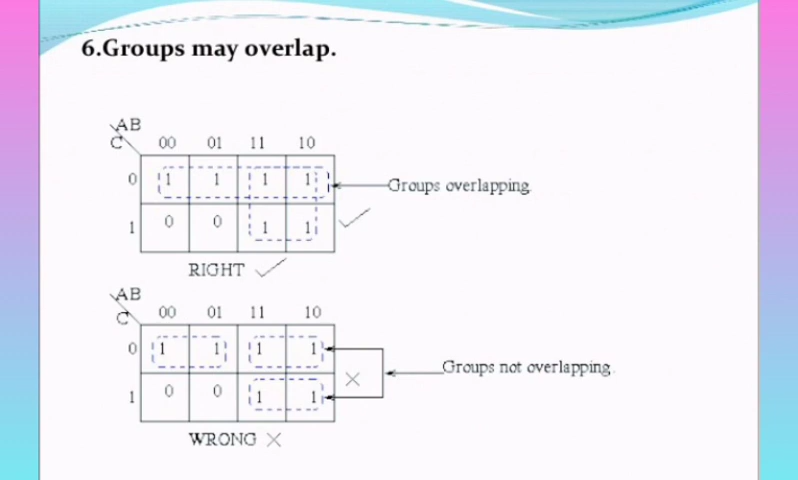 6.Groups may overlap.
AB
C 00 01 11 10
0 1 1 1 1 Groups overlapping
1 0 0 1 1
RIGHT
AB
C 00 01 11 10
0 1 1 1 1
Groups not overlapping
1 0 0 1 1
WRONG